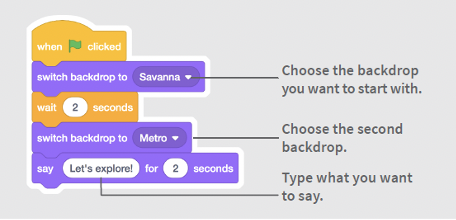 when clicked
switch backdrop to Savanna
Choose the backdrop
you want to start with.
wait 2 seconds
switch backdrop to Metro
Choose the second
backdrop.
say Let's explore! for 2 seconds
Type what you want
to say.